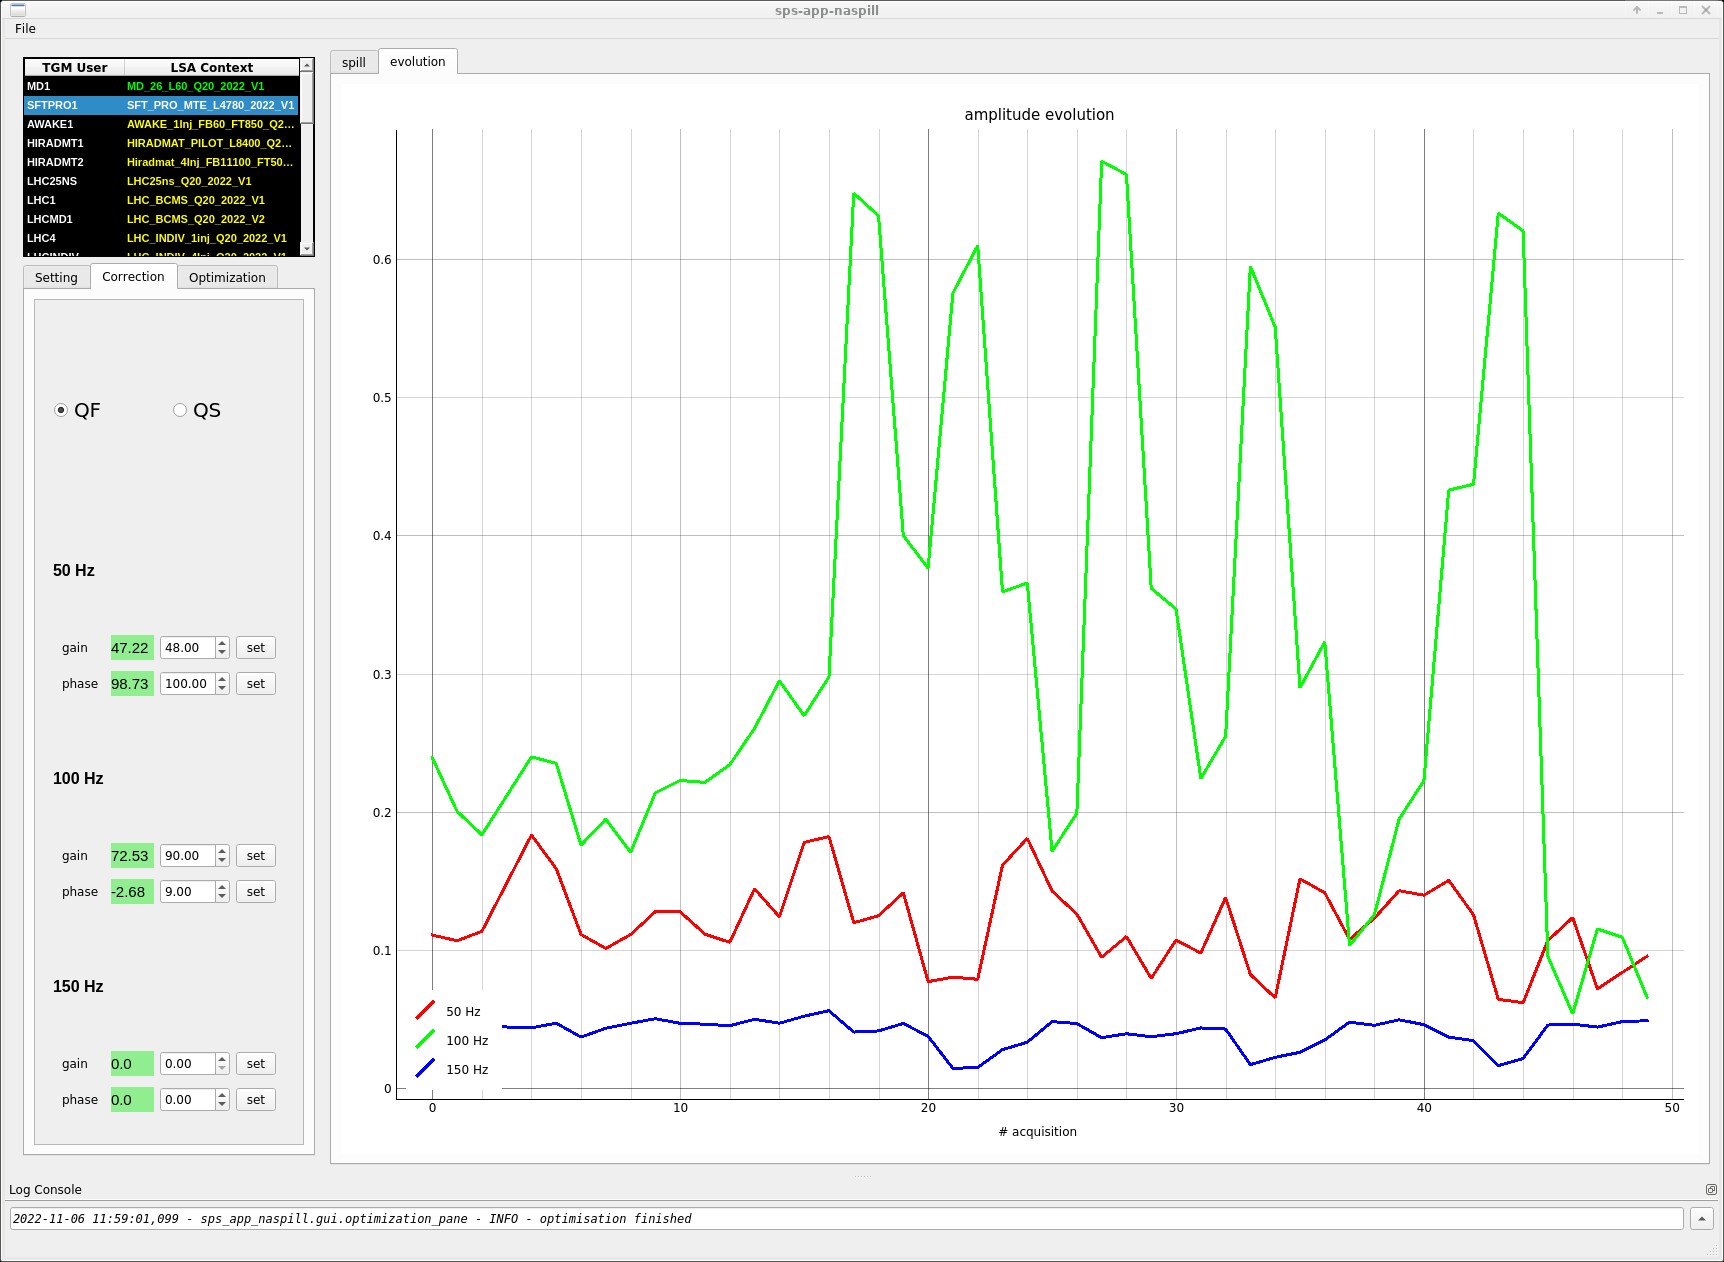 sps-app-naspill
File
TGM User LSA Context
MD1 MD_26_L60_Q20_2022_V1
SFTPRO1 SFT_PRO_MTE_L4780_2022_V1
AWAKE1 AWAKE_1Inj_FB60_FT850_Q2...
HIRADMT1 HIRADMAT_PILOT_L8400_Q2...
HIRADMT2 Hiradmat_4Inj_FB11100_FT50...
LHC25NS LHC25ns_Q20_2022_V1
LHC1 LHC_BCMS_Q20_2022_V1
LHCMD1 LHC_BCMS_Q20_2022_V2
LHC4 LHC_INDIV_1inj_Q20_2022_V1
Setting Correction Optimization
QF QS
50 Hz
gain 47.22 48.00 set
phase 98.73 100.00 set
100 Hz
gain 72.53 90.00 set
phase -2.68 9.00 set
150 Hz
gain 0.0 0.00 set
phase 0.0 0.00 set
spill evolution
amplitude evolution
0.6
0.5
0.4
0.3
0.2
0.1
0
50 Hz
100 Hz
150 Hz
0 10 20 30 40 50
# acquisition
Log Console
2022-11-06 11:59:01,099 - sps_app_naspill.gui.optimization_pane - INFO - optimisation finished